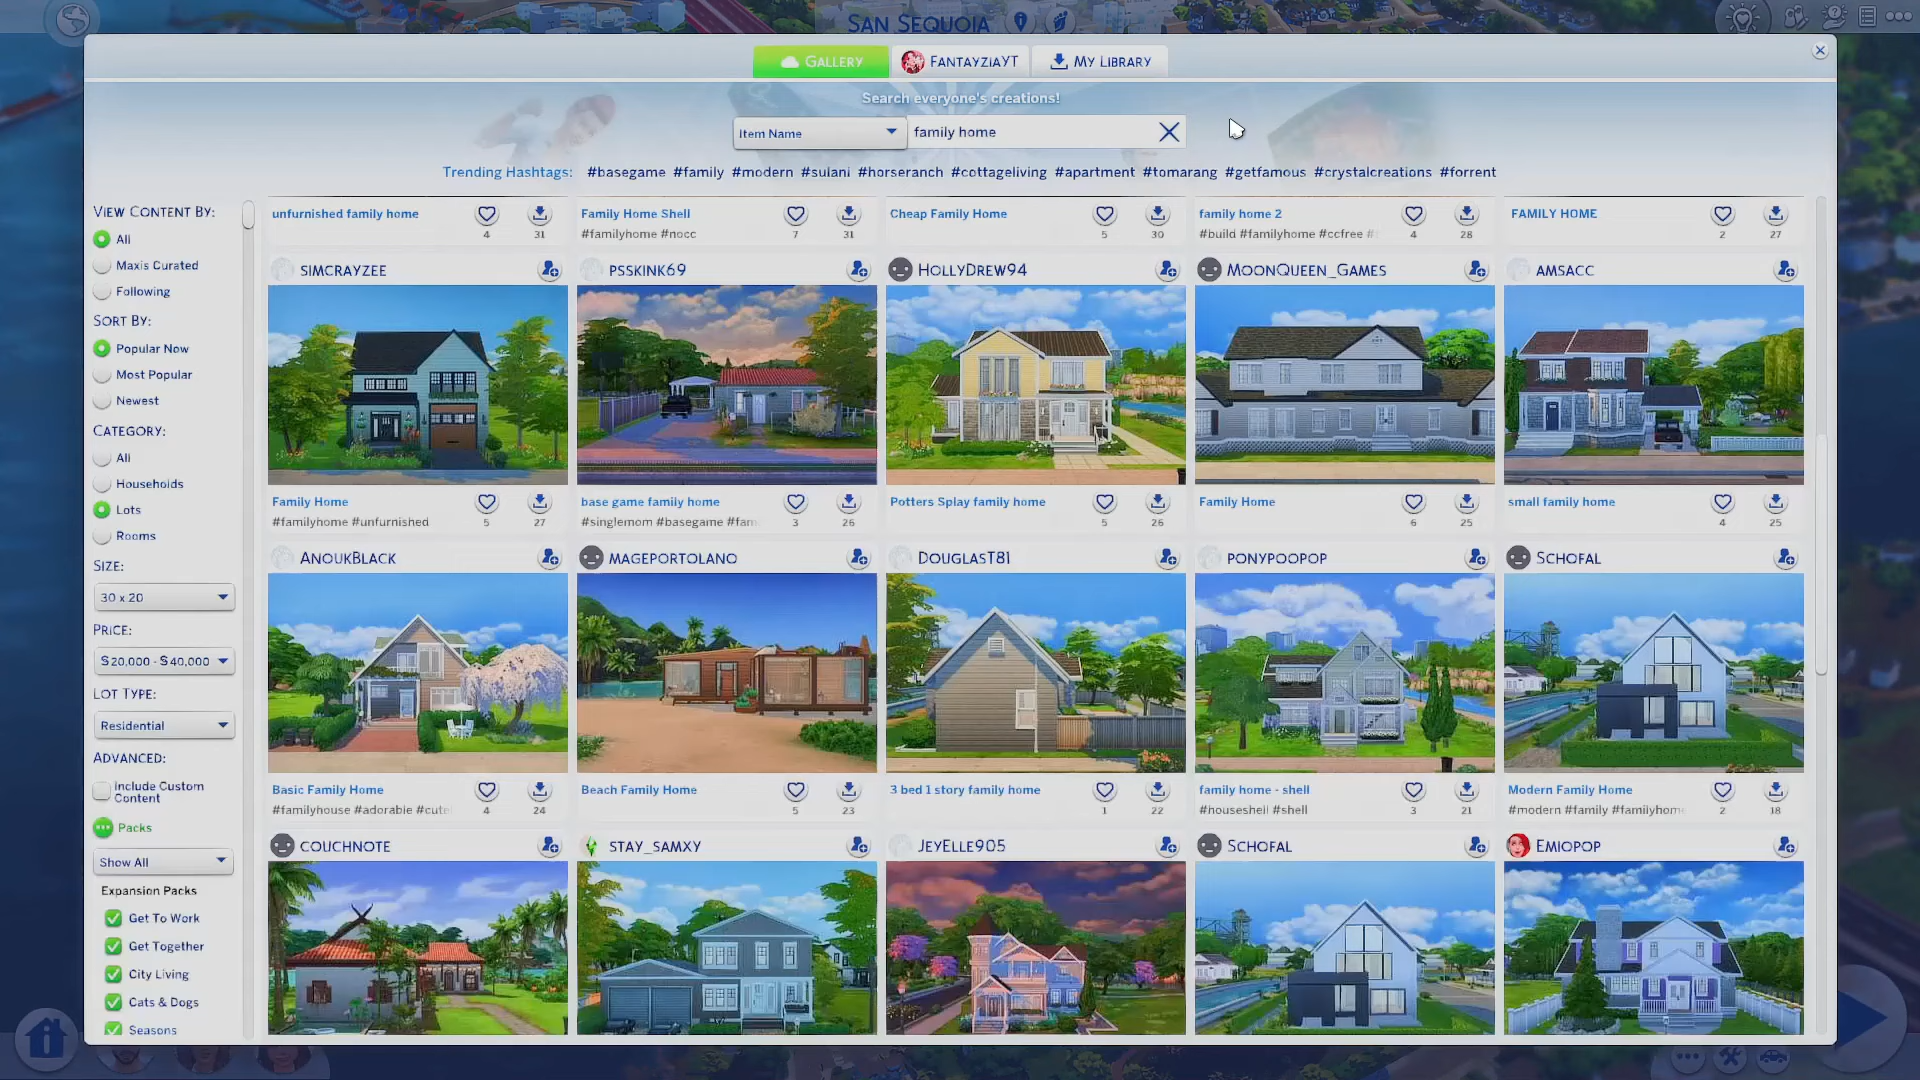 SAN SEQUOIA
GALLERY
FANTAYZIAYT
MY LIBRARY
Search everyone's creations!
Item Name
family home
Trending Hashtags: #basegame #family #modern #sulani #horseranch #cottageliving #apartment #tomarang #getfamous #crystalcreations #forrent
VIEW CONTENT BY:
All
Maxis Curated
Following
SORT BY:
Popular Now
Most Popular
Newest
CATEGORY:
All
Households
Lots
Rooms
SIZE:
30 x 20
PRICE:
§20,000 - §40,000
LOT TYPE:
Residential
ADVANCED:
Include Custom
Content
Packs
Show All
Expansion Packs
Get To Work
Get Together
City Living
Cats & Dogs
Seasons
unfurnished family home
4 31
Family Home Shell
#familyhome #nocc
7 31
Cheap Family Home
5 30
family home 2
#build #familyhome #ccfree #
4 28
FAMILY HOME
2 27
SIMCRAYZEE
Family Home
#familyhome #unfurnished
5 27
PSSKINK69
base game family home
#singlemom #basegame #fam
3 26
HOLLYDREW94
Potters Splay family home
5 26
MOONQUEEN_GAMES
Family Home
6 25
AMSACC
small family home
4 25
ANOUKBLACK
Basic Family Home
#familyhouse #adorable #cute
4 24
MAGEPORTOLANO
Beach Family Home
5 23
DOUGLAST81
3 bed 1 story family home
1 22
PONYPOOPOP
family home - shell
#houseshell #shell
3 21
SCHOFAL
Modern Family Home
#modern #family #familyhom
2 18
COUCHNOTE
STAY_SAMXY
JEYELLE905
SCHOFAL
EMIOPOP